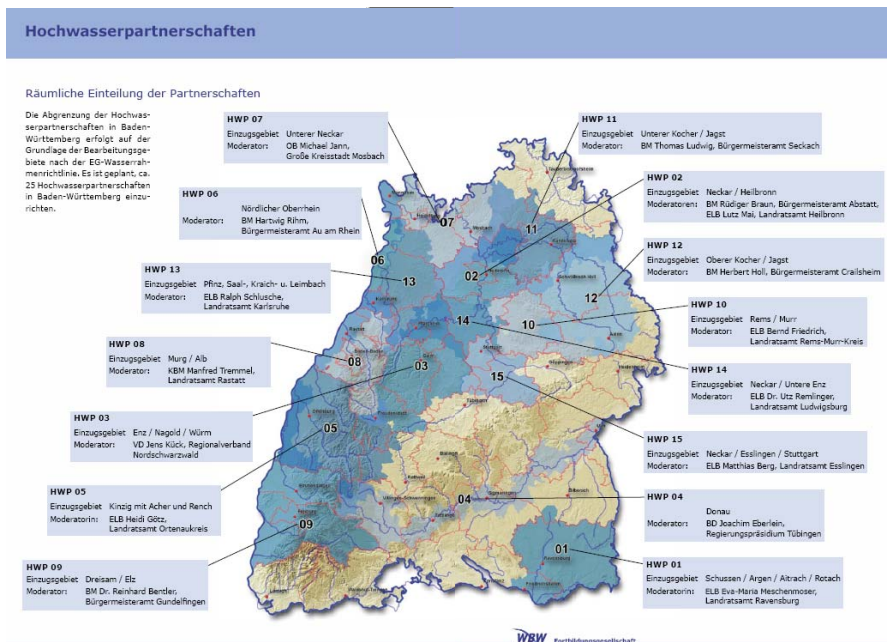 Hochwasserpartnerschaften
Räumliche Einteilung der Partnerschaften
Die Abgrenzung der Hochwas-
serpartnerschaften in Baden-
Württemberg erfolgt auf der
Grundlage der Bearbeitungsge-
biete nach der EG-Wasserrah-
menrichtlinie. Es ist geplant, ca.
25 Hochwasserpartnerschaften
in Baden-Württemberg einzu-
richten.
HWP 07
Einzugsgebiet Unterer Neckar
Moderator: OB Michael Jann,
Große Kreisstadt Mosbach
HWP 06
Nördlicher Oberrhein
Moderator: BM Hartwig Rihm,
Bürgermeisteramt Au am Rhein
HWP 13
Einzugsgebiet Pfinz, Saal-, Kraich- u. Leimbach
Moderator: ELB Ralph Schlusche,
Landratsamt Karlsruhe
HWP 08
Einzugsgebiet Murg / Alb
Moderator: KBM Manfred Tremmel,
Landratsamt Rastatt
HWP 03
Einzugsgebiet Enz / Nagold / Würm
Moderator: VD Jens Kück, Regionalverband
Nordschwarzwald
HWP 05
Einzugsgebiet Kinzig mit Acher und Rench
Moderatorin: ELB Heidi Götz,
Landratsamt Ortenaukreis
HWP 09
Einzugsgebiet Dreisam / Elz
Moderator: BM Dr. Reinhard Bentler,
Bürgermeisteramt Gundelfingen
HWP 11
Einzugsgebiet Unterer Kocher / Jagst
Moderator: BM Thomas Ludwig, Bürgermeisteramt Seckach
HWP 02
Einzugsgebiet Neckar / Heilbronn
Moderatoren: BM Rüdiger Braun, Bürgermeisteramt Abstatt,
ELB Lutz Mai, Landratsamt Heilbronn
HWP 12
Einzugsgebiet Oberer Kocher / Jagst
Moderator: BM Herbert Holl, Bürgermeisteramt Crailsheim
HWP 10
Einzugsgebiet Rems / Murr
Moderator: ELB Bernd Friedrich,
Landratsamt Rems-Murr-Kreis
HWP 14
Einzugsgebiet Neckar / Untere Enz
Moderator: ELB Dr. Utz Remlinger,
Landratsamt Ludwigsburg
HWP 15
Einzugsgebiet Neckar / Esslingen / Stuttgart
Moderator: ELB Matthias Berg, Landratsamt Esslingen
HWP 04
Donau
Moderator: BD Joachim Eberlein,
Regierungspräsidium Tübingen
HWP 01
Einzugsgebiet Schussen / Argen / Aitrach / Rotach
Moderatorin: ELB Eva-Maria Meschenmoser,
Landratsamt Ravensburg
07
11
06
13
02
12
14
10
08
03
15
05
04
09
01
WBW Fortbildungsgesellschaft